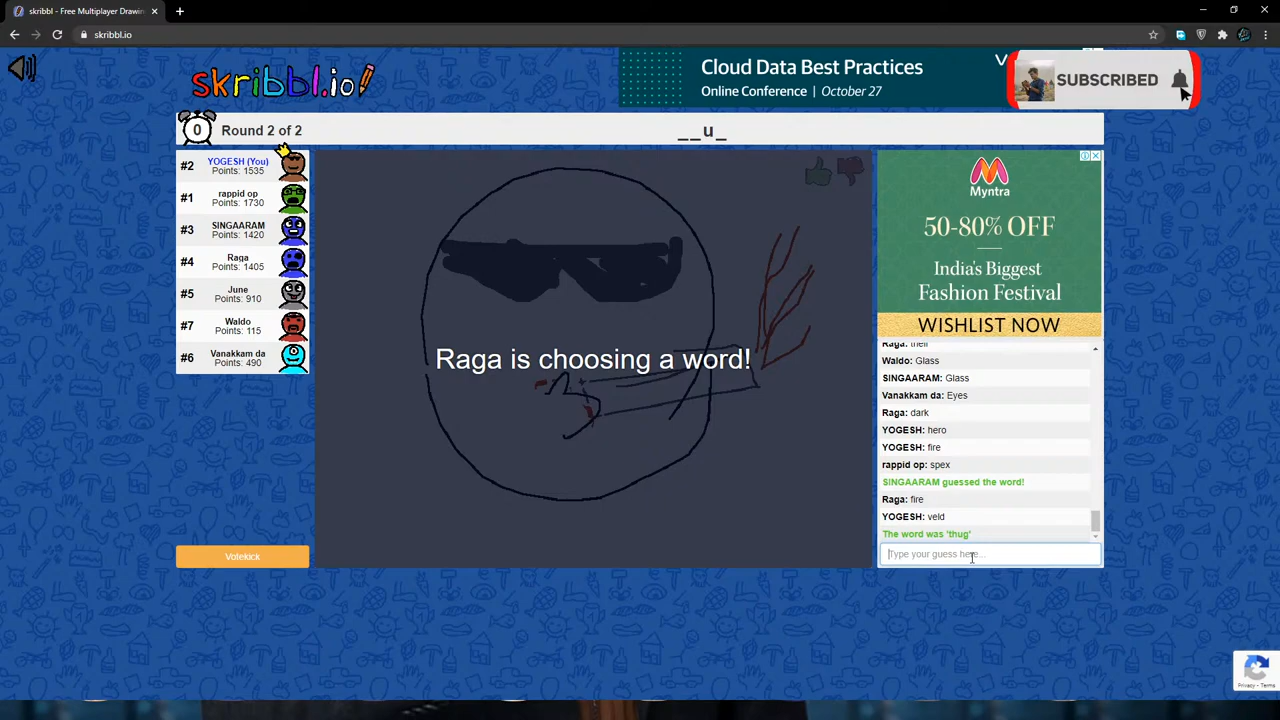 skribbl - Free Multiplayer Drawin
skribbl.io
skribbl.io
Cloud Data Best Practices
Online Conference | October 27
SUBSCRIBED
0
Round 2 of 2
__u_
#2
YOGESH (You)
Points: 1535
#1
rappid op
Points: 1730
#3
SINGAARAM
Points: 1420
#4
Raga
Points: 1405
#5
June
Points: 910
#7
Waldo
Points: 115
#6
Vanakkam da
Points: 490
Votekick
Raga is choosing a word!
Myntra
50-80% OFF
India's Biggest
Fashion Festival
WISHLIST NOW
Raga: thell
Waldo: Glass
SINGAARAM: Glass
Vanakkam da: Eyes
Raga: dark
YOGESH: hero
YOGESH: fire
rappid op: spex
SINGAARAM guessed the word!
Raga: fire
YOGESH: veld
The word was 'thug'
Type your guess here...
Privacy - Terms